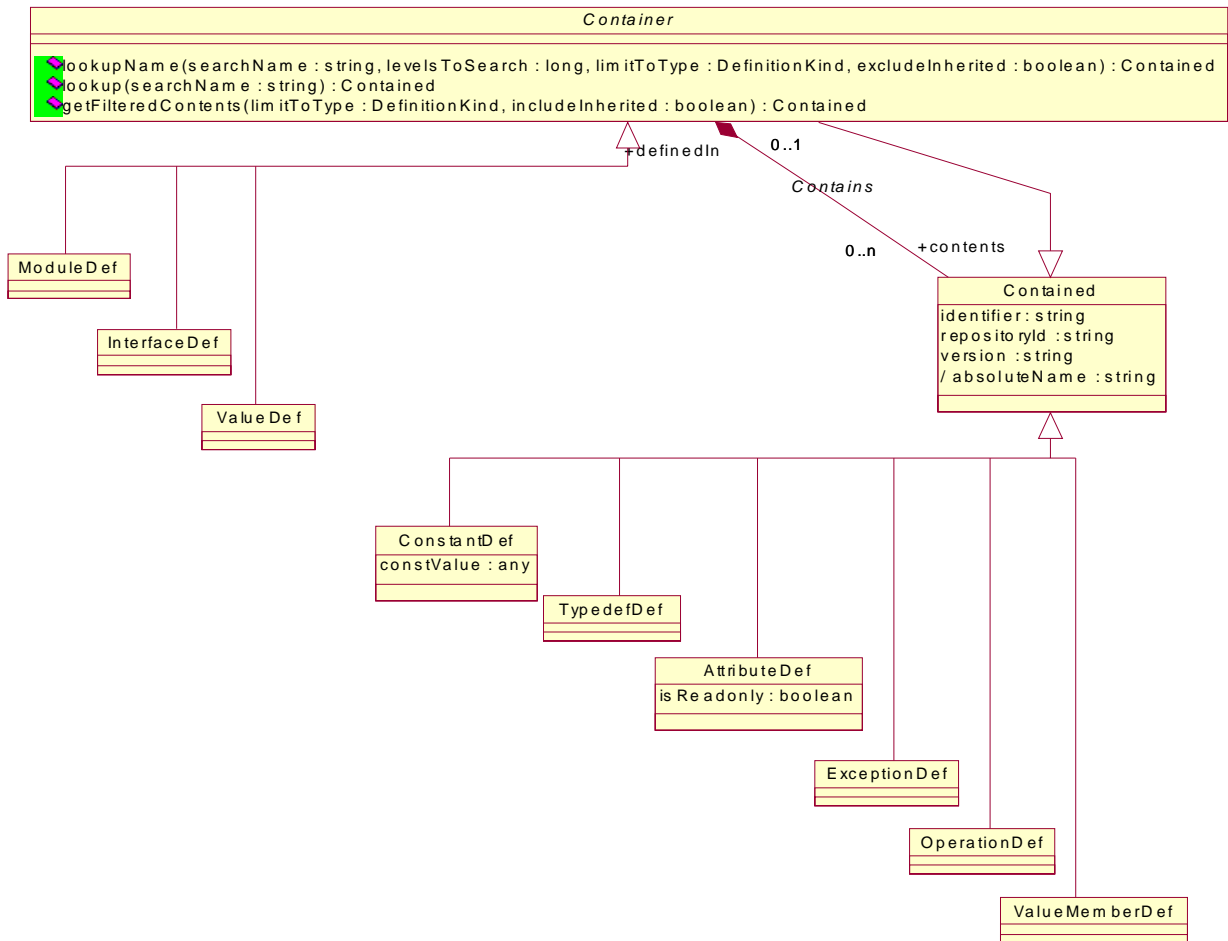 Container
lookupName(searchName : string, levelsToSearch : long, limitToType : DefinitionKind, excludeInherited : boolean) : Contained
lookup(searchName : string) : Contained
getFilteredContents(limitToType : DefinitionKind, includeInherited : boolean) : Contained
+definedIn
0..1
Contains
0..n
+contents
ModuleDef
InterfaceDef
ValueDef
Contained
identifier : string
repositoryId : string
version : string
/ absoluteName : string
ConstantDef
constValue : any
TypedefDef
AttributeDef
isReadonly : boolean
ExceptionDef
OperationDef
ValueMemberDef